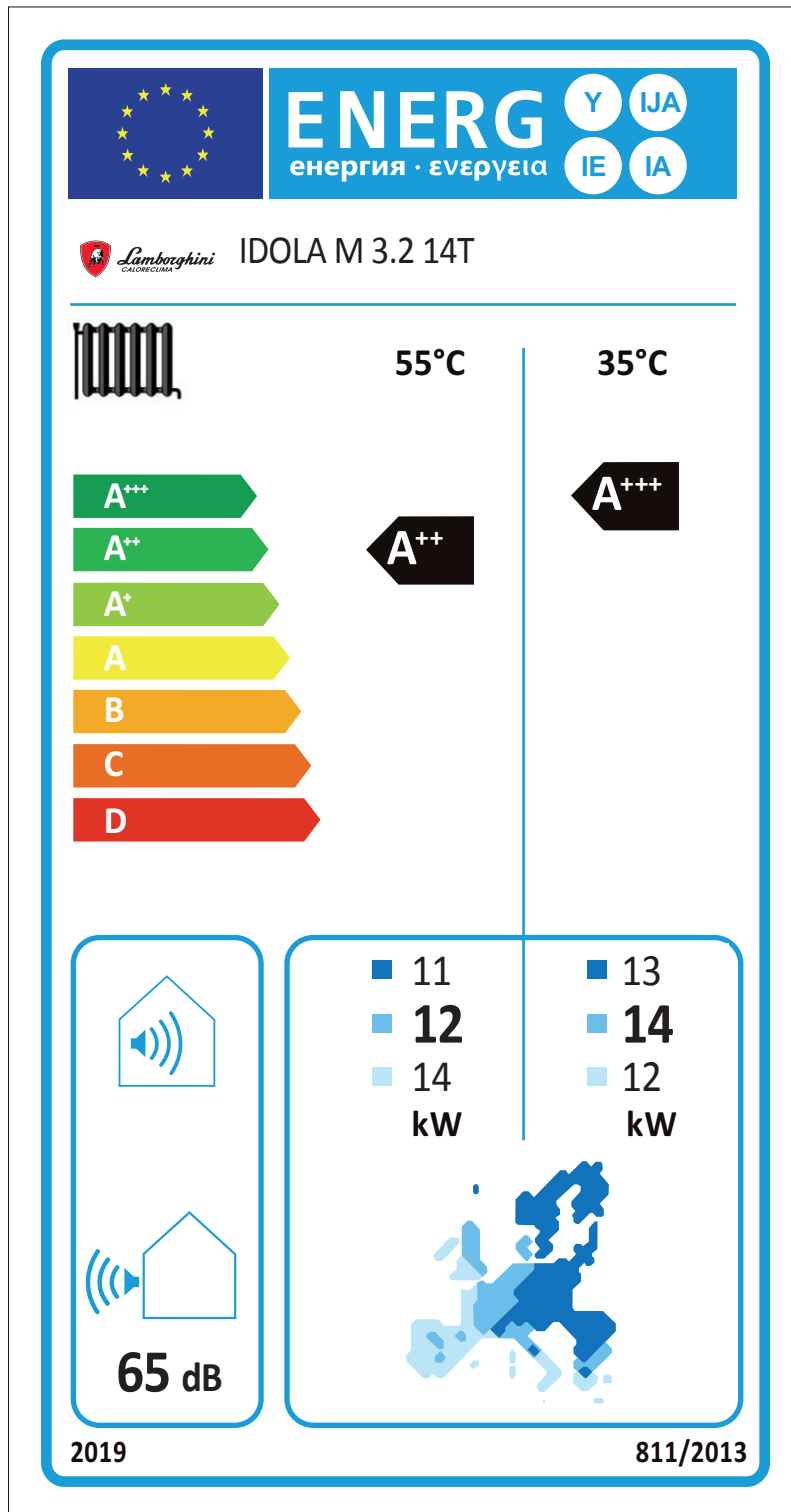 ENERG Y IJA
енергия · ενεργεια IE IA
Lamborghini
CALORECLIMA
IDOLA M 3.2 14T
55°C 35°C
A+++
A+++
A++
A++
A+
A
B
C
D
11 13
12 14
14 12
kW kW
65 dB
2019 811/2013